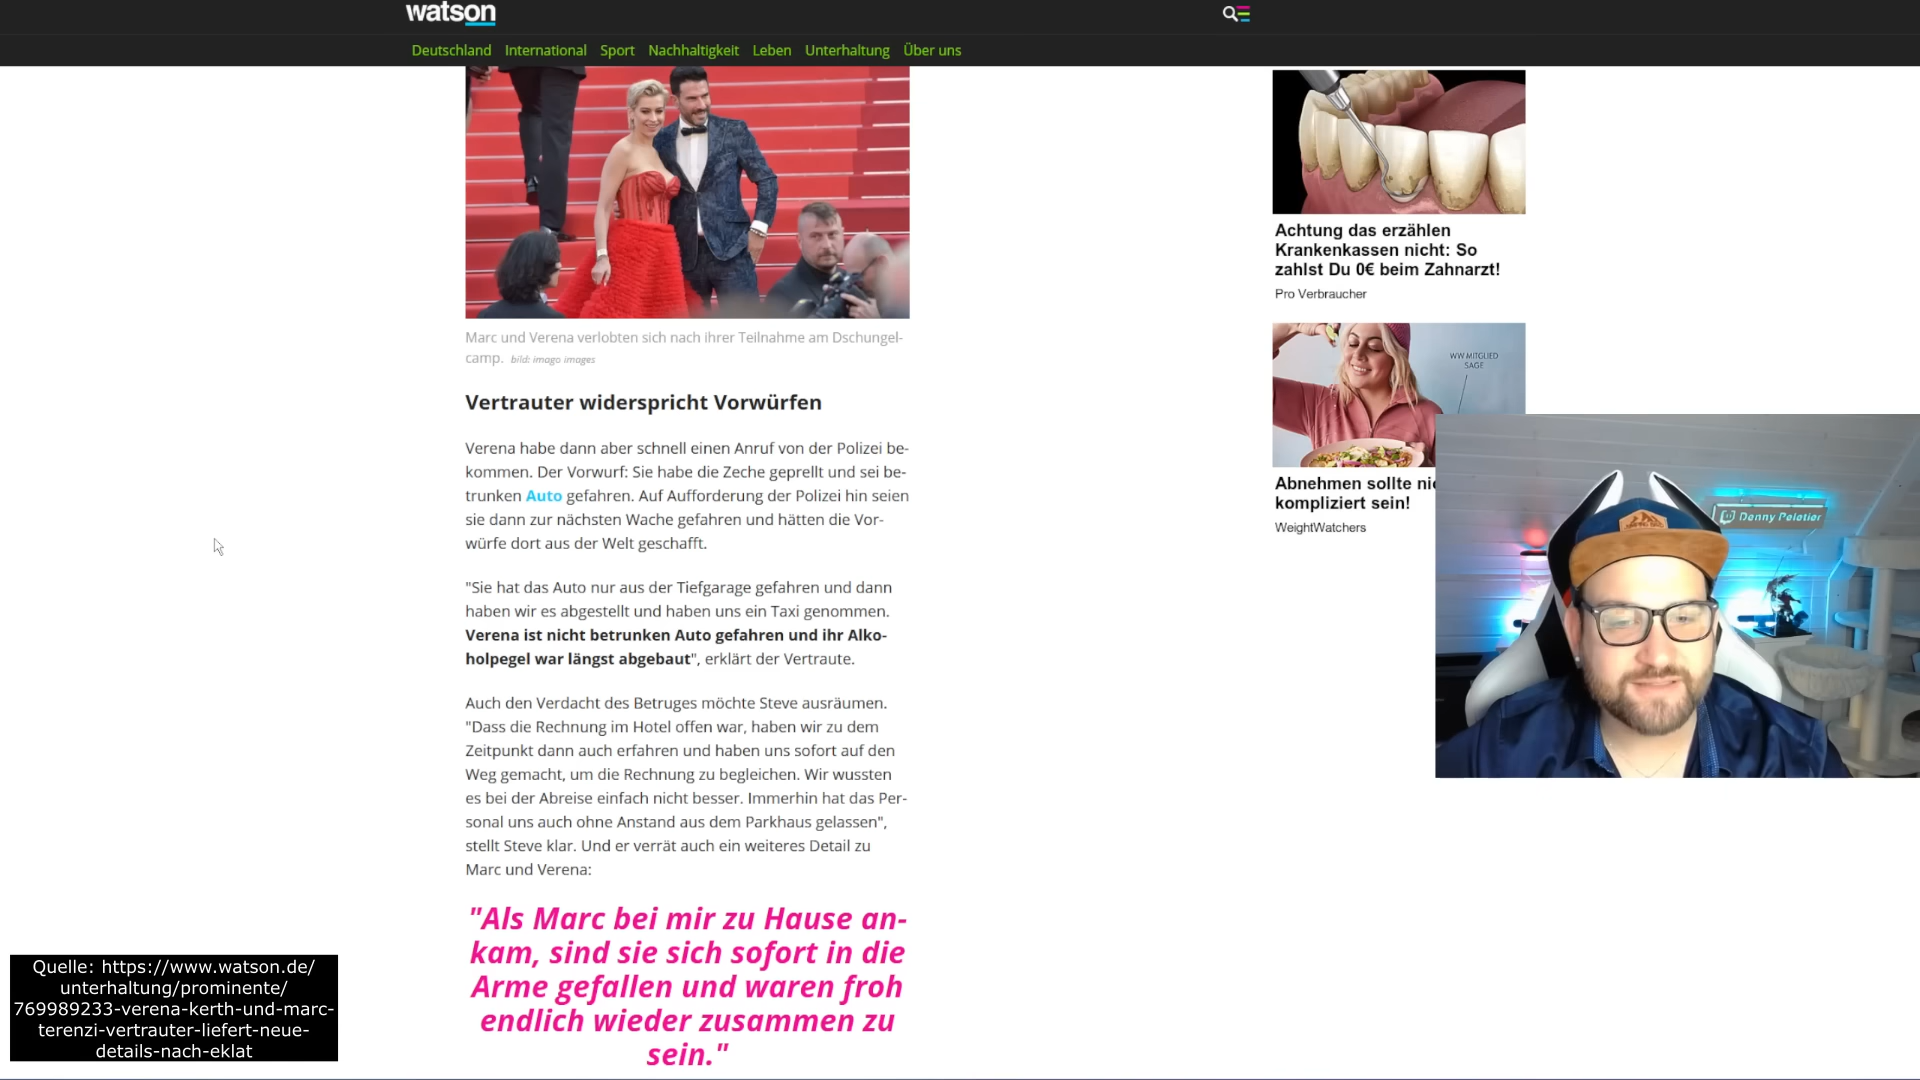 watson
Deutschland International Sport Nachhaltigkeit Leben Unterhaltung Über uns
Marc und Verena verlobten sich nach ihrer Teilnahme am Dschungel-
camp. bild: imago images
Vertrauter widerspricht Vorwürfen
Verena habe dann aber schnell einen Anruf von der Polizei be-
kommen. Der Vorwurf: Sie habe die Zeche geprellt und sei be-
trunken Auto gefahren. Auf Aufforderung der Polizei hin seien
sie dann zur nächsten Wache gefahren und hätten die Vor-
würfe dort aus der Welt geschafft.
"Sie hat das Auto nur aus der Tiefgarage gefahren und dann
haben wir es abgestellt und haben uns ein Taxi genommen.
Verena ist nicht betrunken Auto gefahren und ihr Alko-
holpegel war längst abgebaut", erklärt der Vertraute.
Auch den Verdacht des Betruges möchte Steve ausräumen.
"Dass die Rechnung im Hotel offen war, haben wir zu dem
Zeitpunkt dann auch erfahren und haben uns sofort auf den
Weg gemacht, um die Rechnung zu begleichen. Wir wussten
es bei der Abreise einfach nicht besser. Immerhin hat das Per-
sonal uns auch ohne Anstand aus dem Parkhaus gelassen",
stellt Steve klar. Und er verrät auch ein weiteres Detail zu
Marc und Verena:
"Als Marc bei mir zu Hause an-
kam, sind sie sich sofort in die
Arme gefallen und waren froh
endlich wieder zusammen zu
sein."
Achtung das erzählen
Krankenkassen nicht: So
zahlst Du 0€ beim Zahnarzt!
Pro Verbraucher
WW MITGLIED
SAGE
Abnehmen sollte nic
kompliziert sein!
WeightWatchers
Denny Peletier
Quelle: https://www.watson.de/
unterhaltung/prominente/
769989233-verena-kerth-und-marc-
terenzi-vertrauter-liefert-neue-
details-nach-eklat